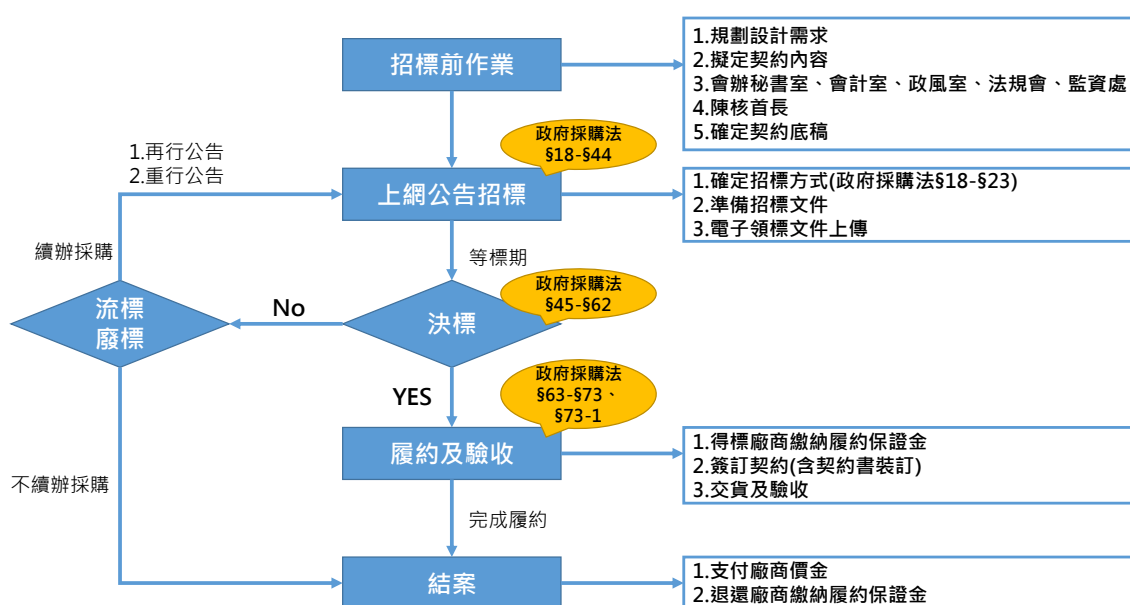 招標前作業
1.規劃設計需求
2.擬定契約內容
3.會辦秘書室、會計室、政風室、法規會、監資處
4.陳核首長
5.確定契約底稿
政府採購法
§18-§44
1.再行公告
2.重行公告
上網公告招標
1.確定招標方式(政府採購法§18-§23)
2.準備招標文件
3.電子領標文件上傳
續辦採購
等標期
政府採購法
§45-§62
流標
廢標
No
決標
YES
政府採購法
§63-§73、
§73-1
履約及驗收
1.得標廠商繳納履約保證金
2.簽訂契約(含契約書裝訂)
3.交貨及驗收
不續辦採購
完成履約
結案
1.支付廠商價金
2.退還廠商繳納履約保證金